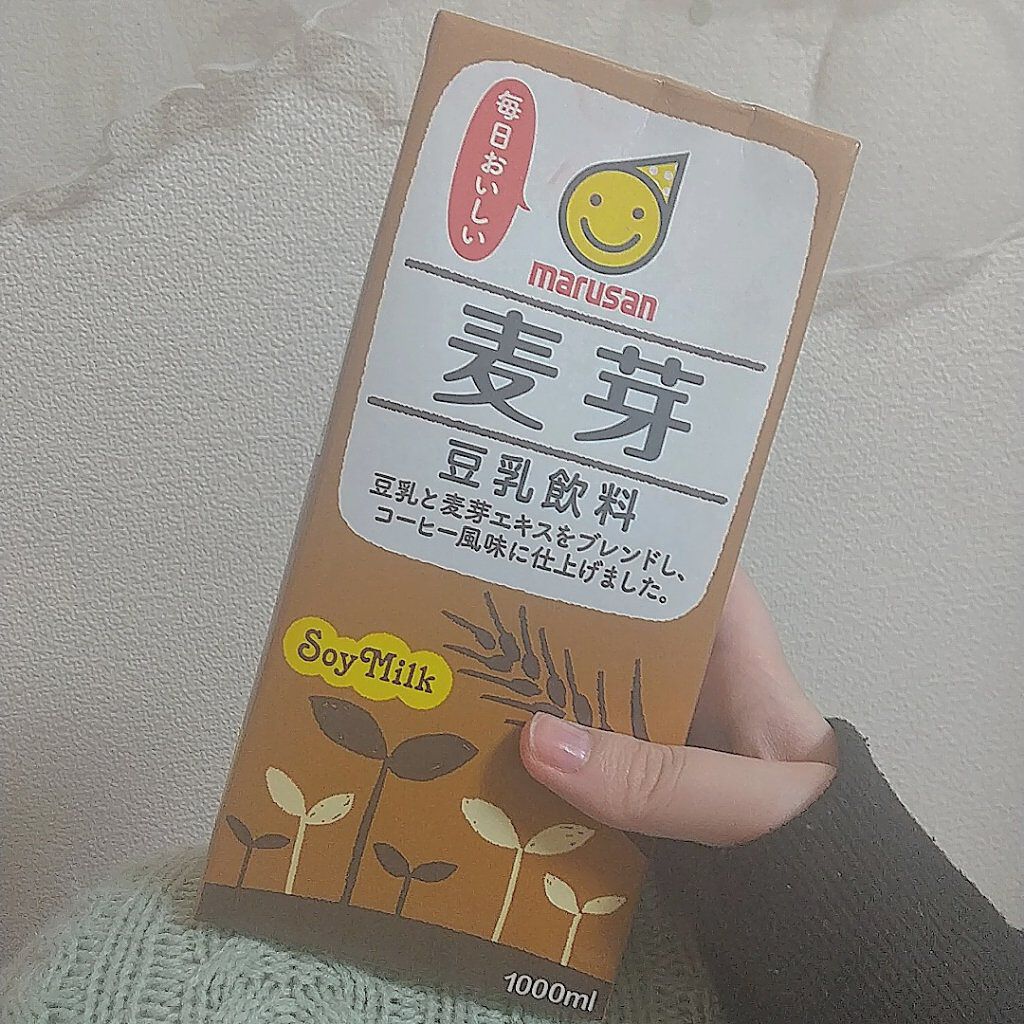 毎日おいしい
marusan
麦芽
豆乳飲料
豆乳と麦芽エキスをブレンドし、
コーヒー風味に仕上げました。
Soy Milk
1000ml